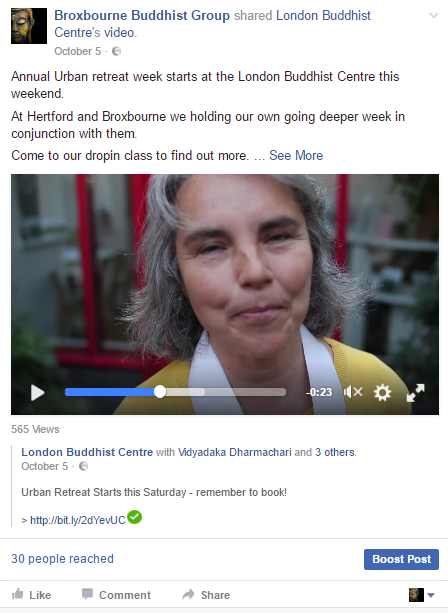 Broxbourne Buddhist Group shared London Buddhist
Centre's video.
October 5 ·
Annual Urban retreat week starts at the London Buddhist Centre this
weekend.
At Hertford and Broxbourne we holding our own going deeper week in
conjunction with them.
Come to our dropin class to find out more. … See More
-0:23
565 Views
London Buddhist Centre with Vidyadaka Dharmachari and 3 others.
October 5 ·
Urban Retreat Starts this Saturday - remember to book!
> http://bit.ly/2dYevUC
30 people reached
Boost Post
Like Comment Share